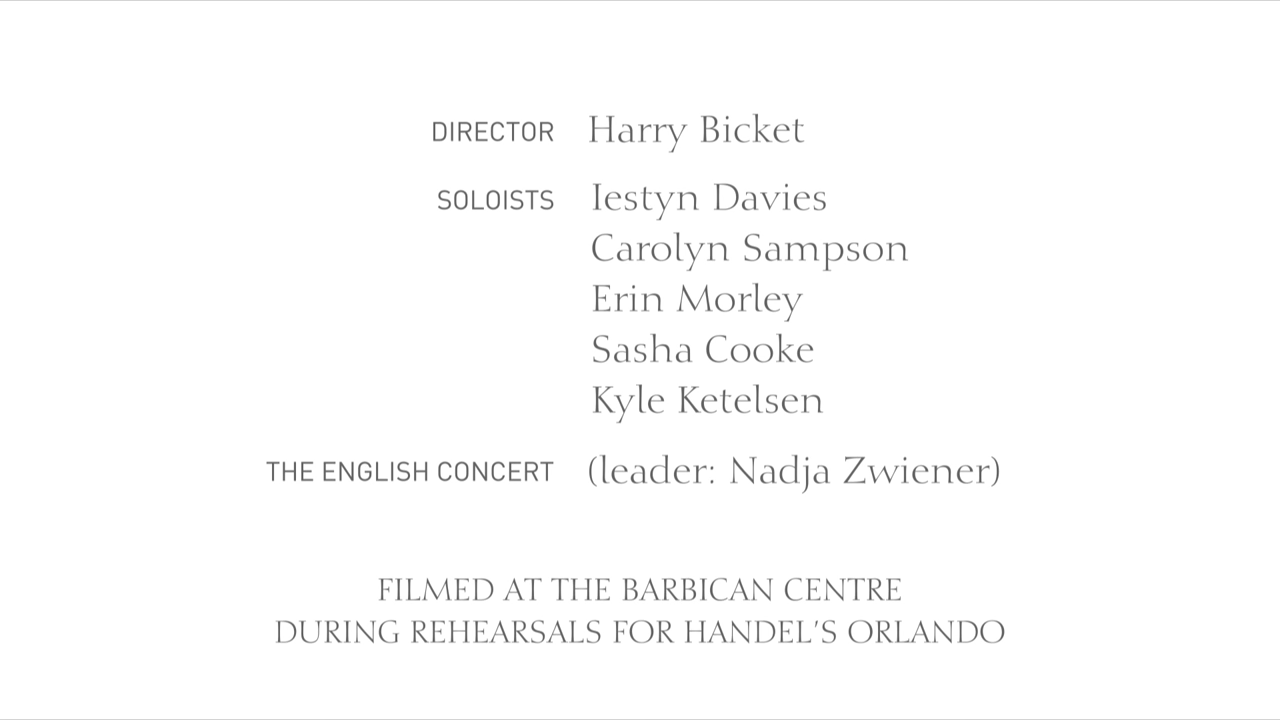 DIRECTOR Harry Bicket
SOLOISTS Iestyn Davies
Carolyn Sampson
Erin Morley
Sasha Cooke
Kyle Ketelsen
THE ENGLISH CONCERT (leader: Nadja Zwiener)
FILMED AT THE BARBICAN CENTRE
DURING REHEARSALS FOR HANDEL'S ORLANDO